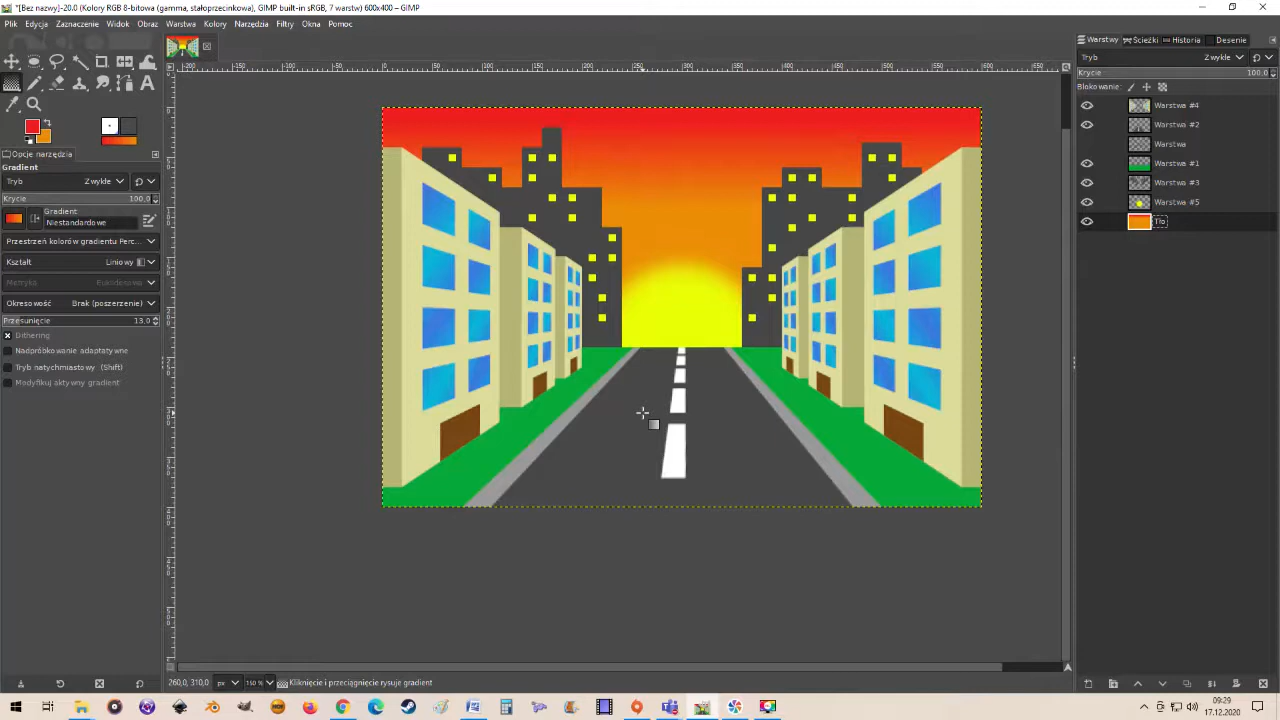 *[Bez nazwy]-20.0 (Kolory RGB 8-bitowa (gamma, stałoprzecinkowa), GIMP built-in sRGB, 7 warstw) 600x400 – GIMP
Plik Edycja Zaznaczenie Widok Obraz Warstwa Kolory Narzędzia Filtry Okna Pomoc
Warstwy Ścieżki Historia Desenie
Tryb Zwykłe
Krycie 100.0
Blokowanie:
Warstwa #4
Warstwa #2
Warstwa
Warstwa #1
Warstwa #3
Warstwa #5
Tło
Opcje narzędzia
Gradient
Tryb Zwykłe
Krycie 100.0
Gradient
Niestandardowe
Przestrzeń kolorów gradientu Perc...
Kształt Liniowy
Metryka Euklidesowa
Okresowość Brak (poszerzenie)
Przesunięcie 13.0
Dithering
Nadpróbkowanie adaptatywne
Tryb natychmiastowy (Shift)
Modyfikuj aktywny gradient
260,0, 310,0 px 150 % Kliknięcie i przeciągnięcie rysuje gradient
09:29
17.12.2020